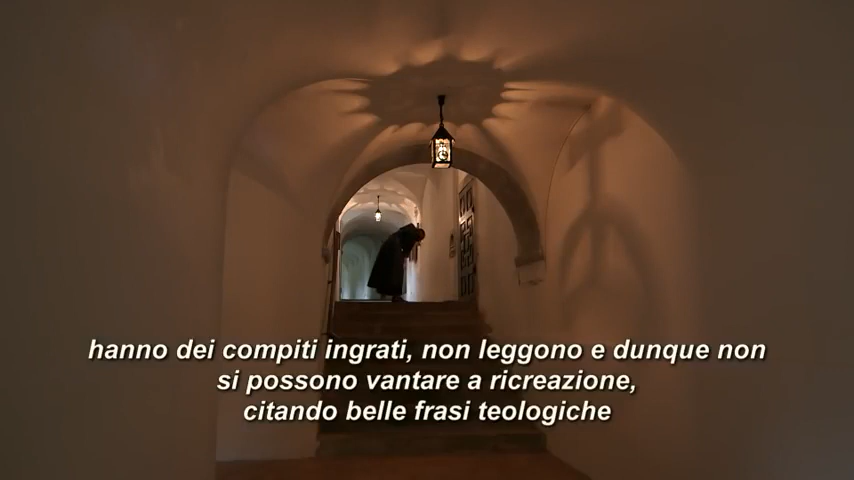 hanno dei compiti ingrati, non leggono e dunque non
si possono vantare a ricreazione,
citando belle frasi teologiche